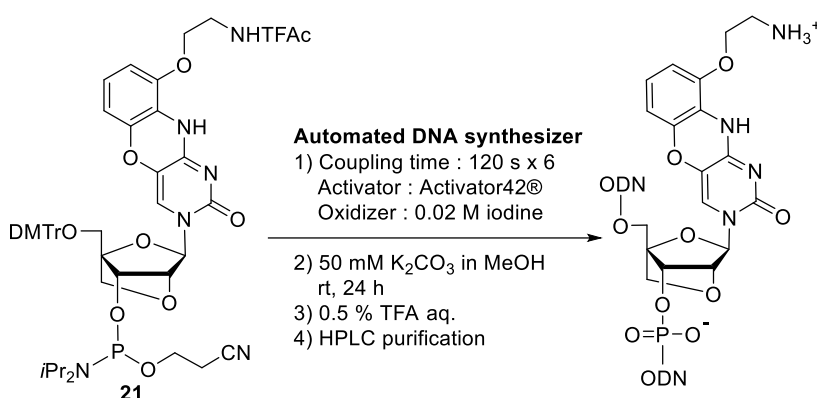 NHTFAc
O
NH
O
N
N
O
DMTrO
O
O
O
P
iPr₂N
O
CN
21
Automated DNA synthesizer
1) Coupling time : 120 s x 6
Activator : Activator42®
Oxidizer : 0.02 M iodine
2) 50 mM K₂CO₃ in MeOH
rt, 24 h
3) 0.5 % TFA aq.
4) HPLC purification
NH₃⁺
O
NH
O
N
N
O
ODN
O
O
O
O
O=P-O⁻
ODN